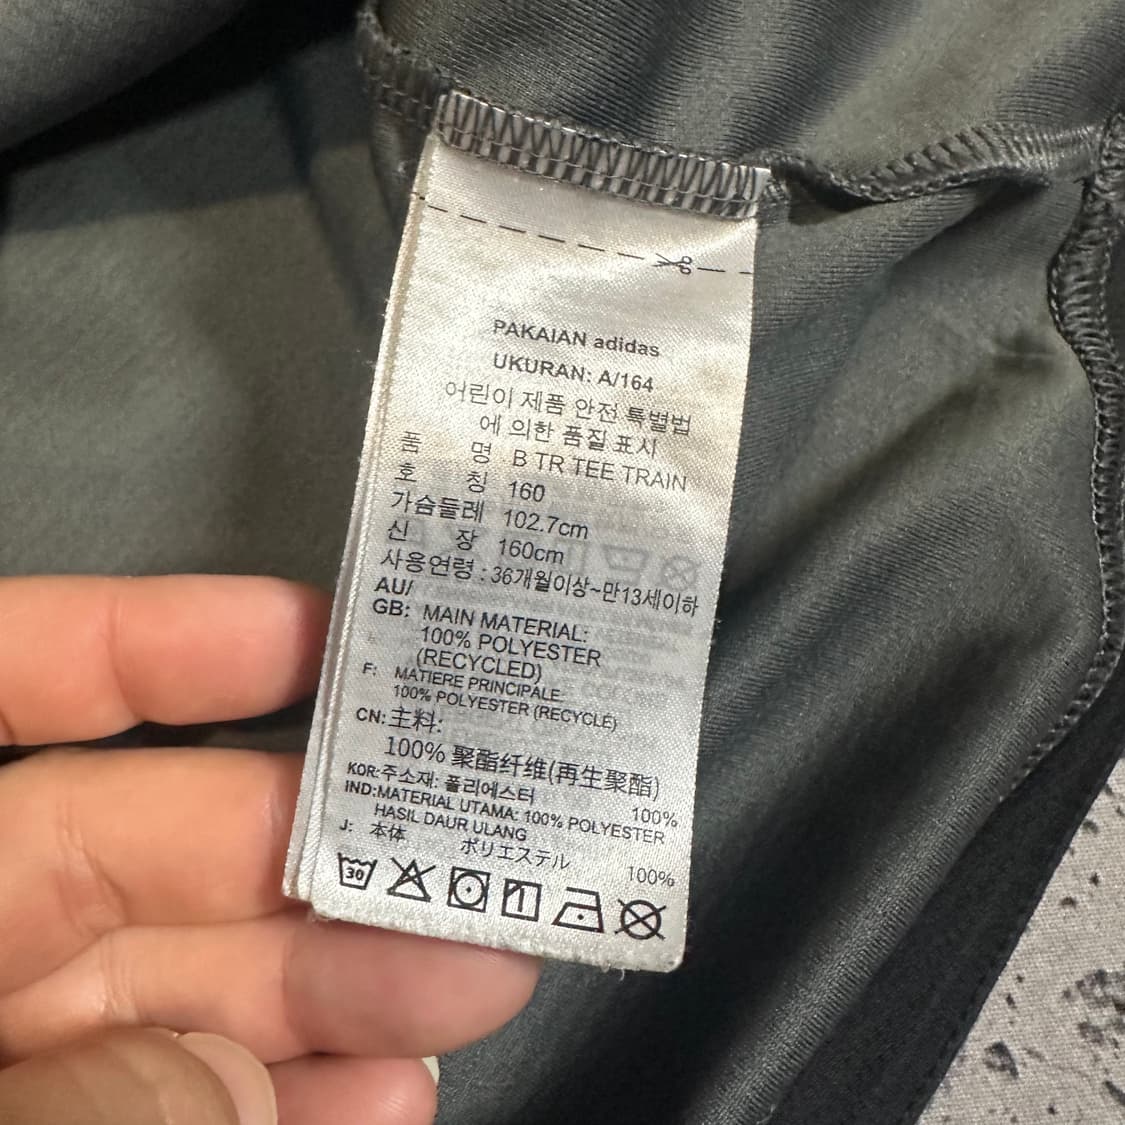 PAKAIAN adidas
UKURAN: A/164
어린이 제품 안전 특별법
에 의한 품질 표시
품 명 B TR TEE TRAIN
호 칭 160
가슴둘레 102.7cm
신 장 160cm
사용연령 : 36개월이상~만13세이하
AU/
GB: MAIN MATERIAL:
100% POLYESTER
(RECYCLED)
F: MATIERE PRINCIPALE:
100% POLYESTER (RECYCLÉ)
CN: 主料:
100% 聚酯纤维(再生聚酯)
KOR:주소재: 폴리에스터 100%
IND:MATERIAL UTAMA: 100% POLYESTER
HASIL DAUR ULANG
J: 本体 ポリエステル 100%
30